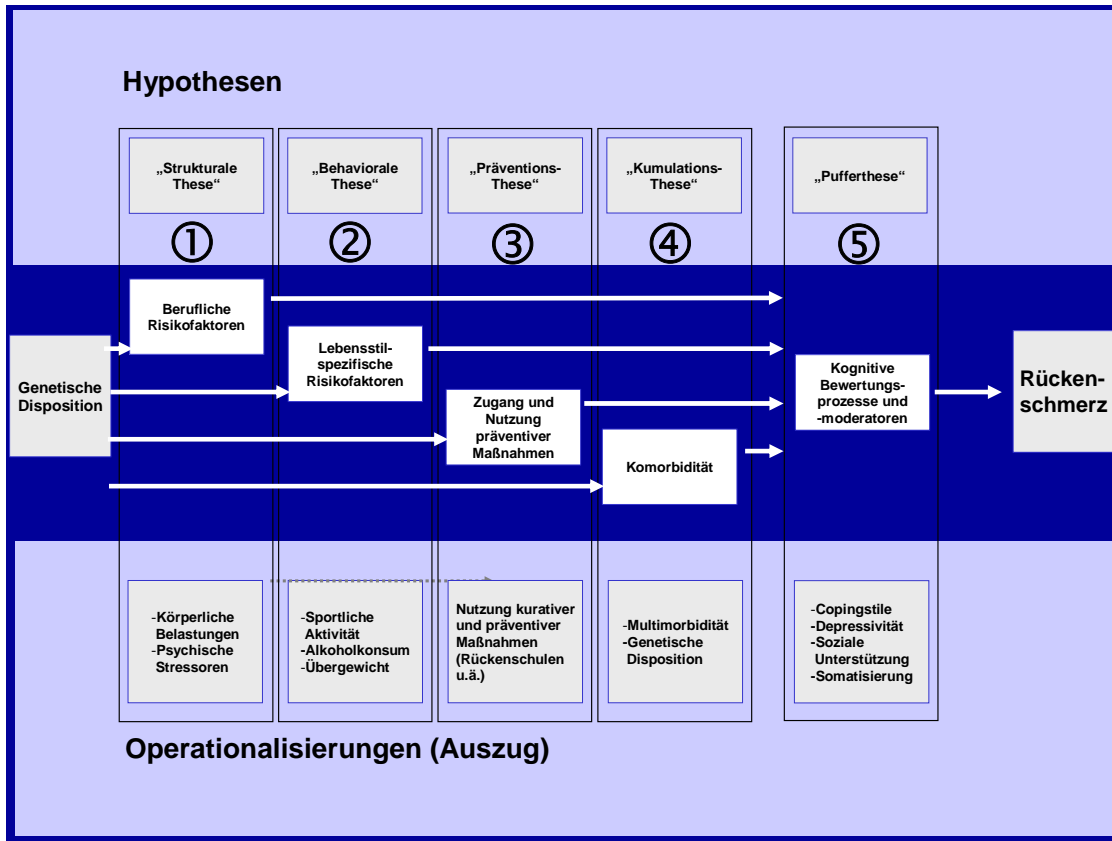 Hypothesen
„Strukturale
These“
„Behaviorale
These“
„Präventions-
These“
„Kumulations-
These“
„Pufferthese“
①
②
③
④
⑤
Berufliche
Risikofaktoren
Genetische
Disposition
Lebensstil-
spezifische
Risikofaktoren
Zugang und
Nutzung
präventiver
Maßnahmen
Komorbidität
Kognitive
Bewertungs-
prozesse und
-moderatoren
Rücken-
schmerz
-Körperliche
Belastungen
-Psychische
Stressoren
-Sportliche
Aktivität
-Alkoholkonsum
-Übergewicht
Nutzung kurativer
und präventiver
Maßnahmen
(Rückenschulen
u.ä.)
-Multimorbidität
-Genetische
Disposition
-Copingstile
-Depressivität
-Soziale
Unterstützung
-Somatisierung
Operationalisierungen (Auszug)